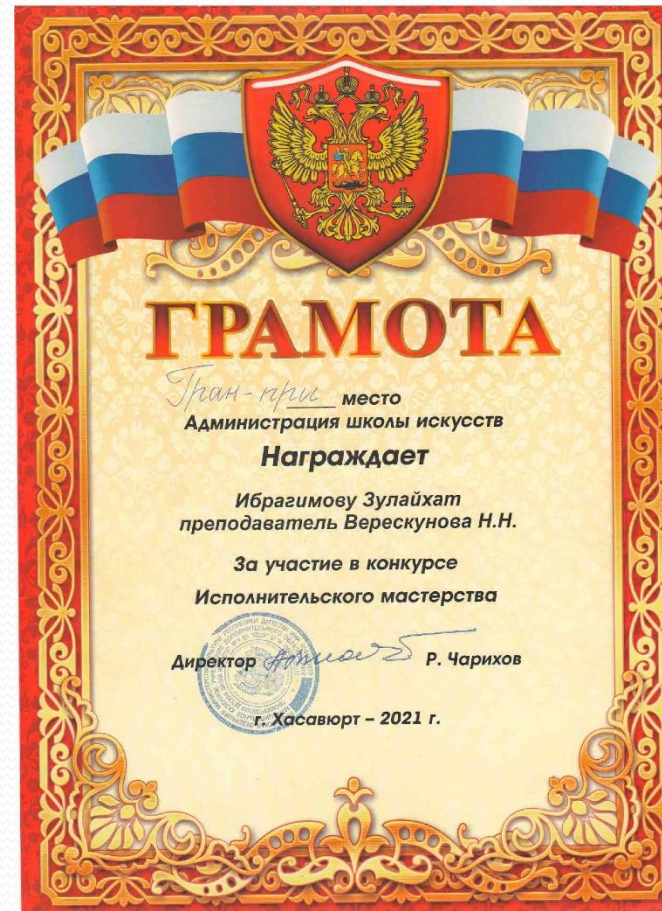 ГРАМОТА
Гран-при место
Администрация школы искусств
Награждает
Ибрагимову Зулайхат
преподаватель Верескунова Н.Н.
За участие в конкурсе
Исполнительского мастерства
Директор Р. Чарихов
г. Хасавюрт – 2021 г.